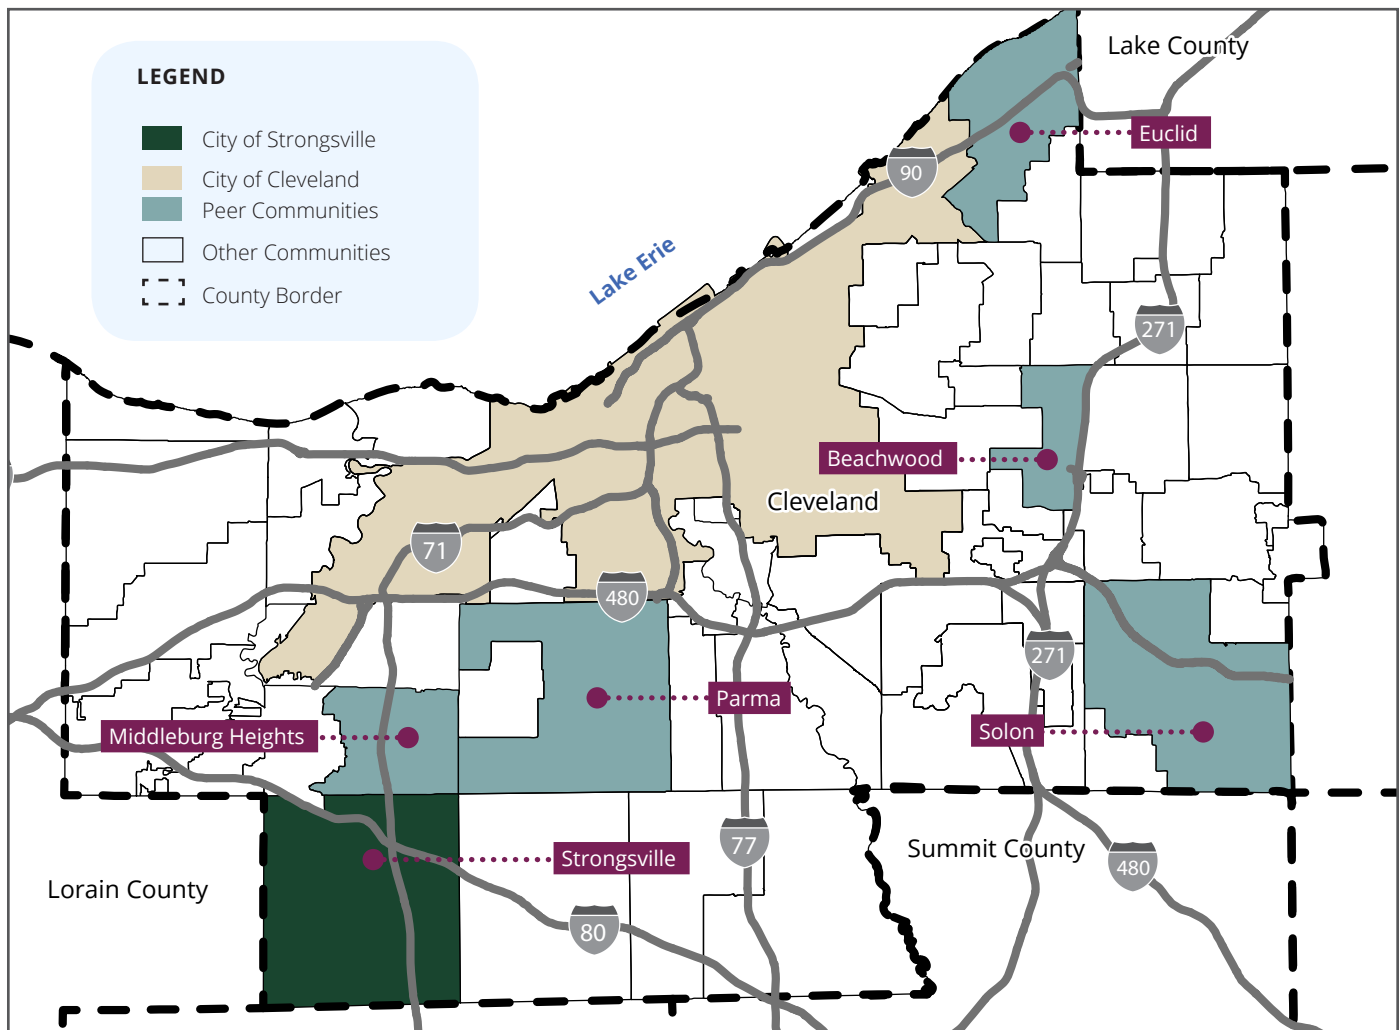 LEGEND
City of Strongsville
City of Cleveland
Peer Communities
Other Communities
County Border
Lake County
Euclid
90
Lake Erie
271
Beachwood
Cleveland
71
480
271
Parma
Middleburg Heights
Solon
77
Strongsville
Summit County
480
Lorain County
80